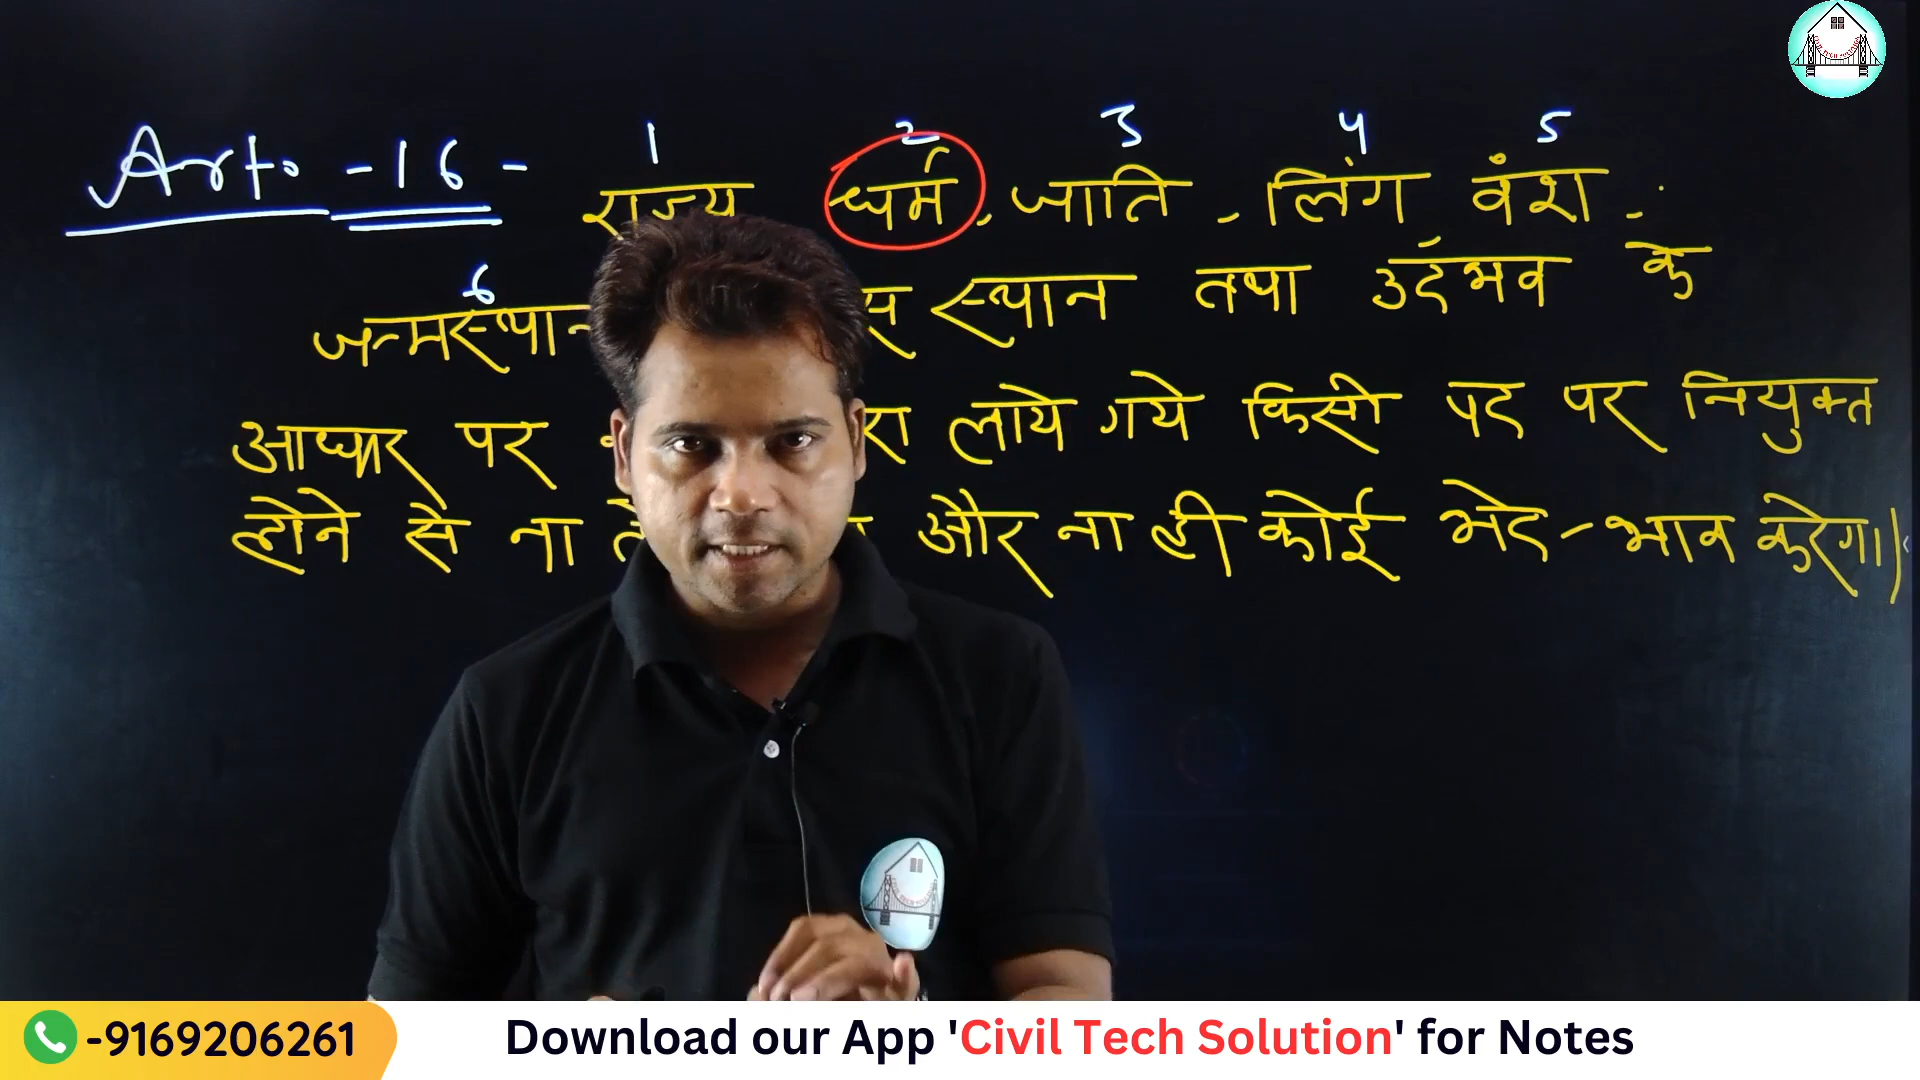 1 2 3 4 5
Art. -16 - राज्य धर्म, जाति - लिंग वंश -
6
जन्मस्थान स्थान तथा उदंभव के
आधार पर लाये गये किसी पद पर नियुक्त
होने से ना और ना ही कोई भेद-भाव करेगा।
-9169206261 Download our App 'Civil Tech Solution' for Notes